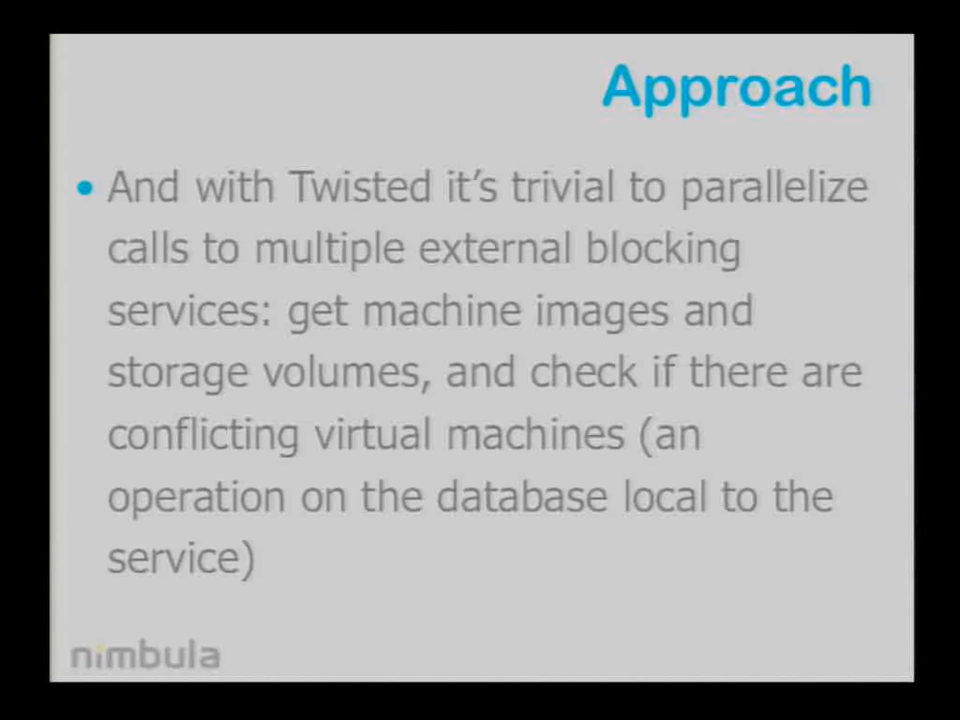 Approach
• And with Twisted it's trivial to parallelize
calls to multiple external blocking
services: get machine images and
storage volumes, and check if there are
conflicting virtual machines (an
operation on the database local to the
service)
nimbula